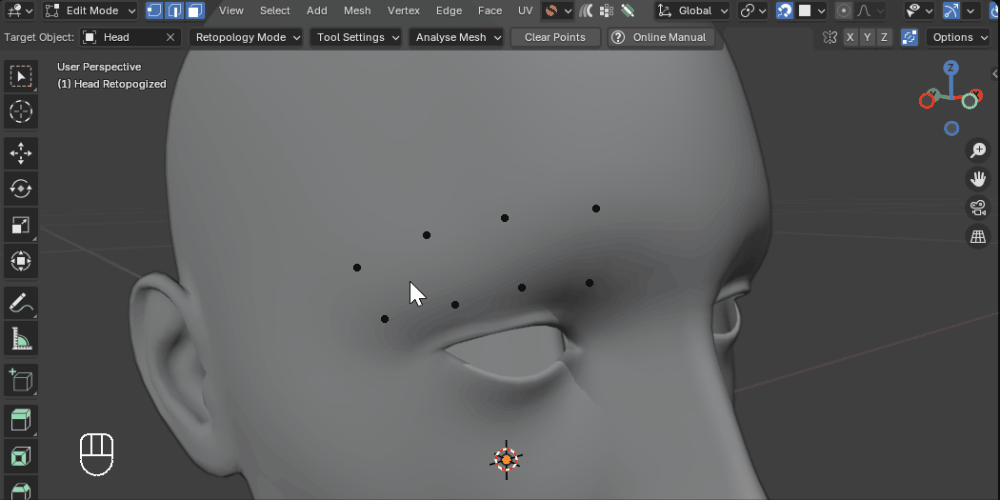 Edit Mode View Select Add Mesh Vertex Edge Face UV Global
Target Object: Head Retopology Mode Tool Settings Analyse Mesh Clear Points Online Manual X Y Z Options
User Perspective
(1) Head Retopogized
Z